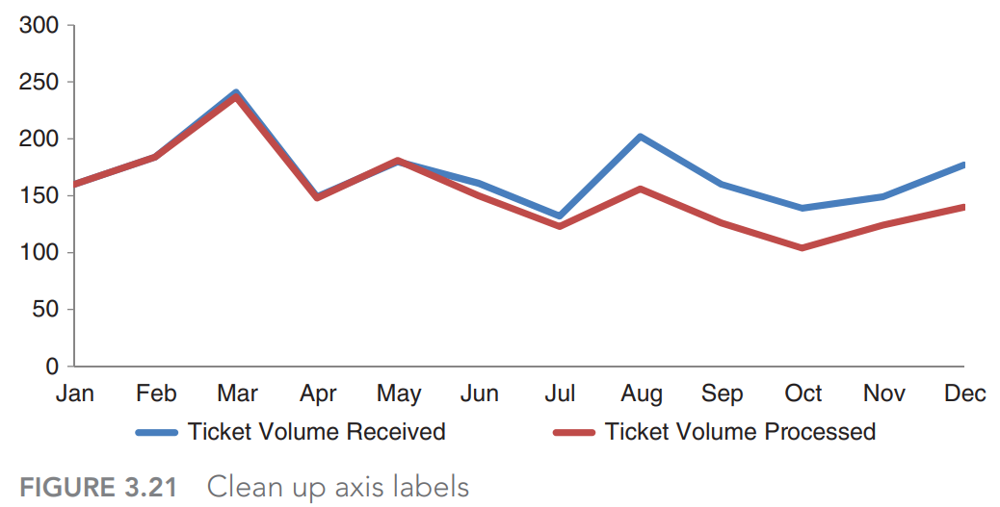 300
250
200
150
100
50
0
Jan Feb Mar Apr May Jun Jul Aug Sep Oct Nov Dec
Ticket Volume Received Ticket Volume Processed
FIGURE 3.21 Clean up axis labels